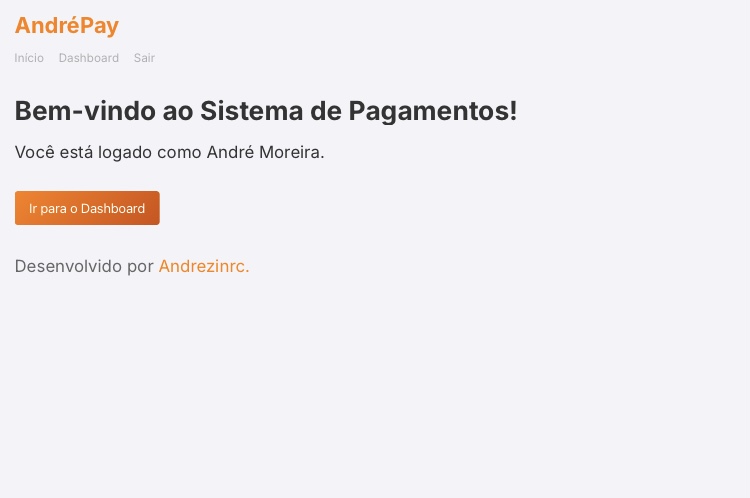 AndréPay
Início Dashboard Sair
Bem-vindo ao Sistema de Pagamentos!
Você está logado como André Moreira.
Ir para o Dashboard
Desenvolvido por Andrezinrc.